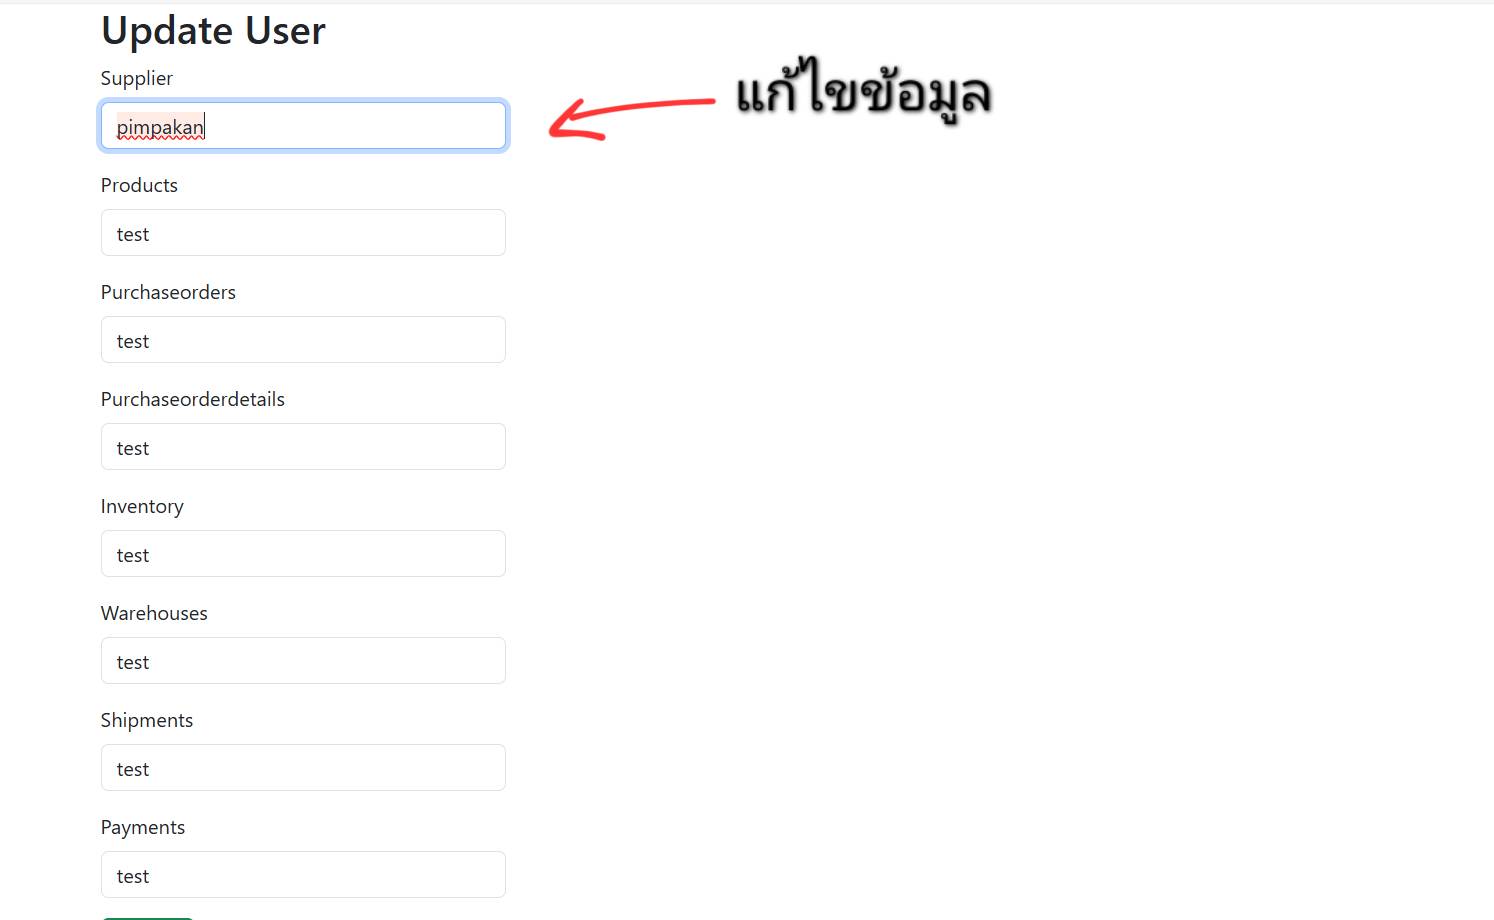 Update User
Supplier
แก้ไขข้อมูล
pimpakan
Products
test
Purchaseorders
test
Purchaseorderdetails
test
Inventory
test
Warehouses
test
Shipments
test
Payments
test